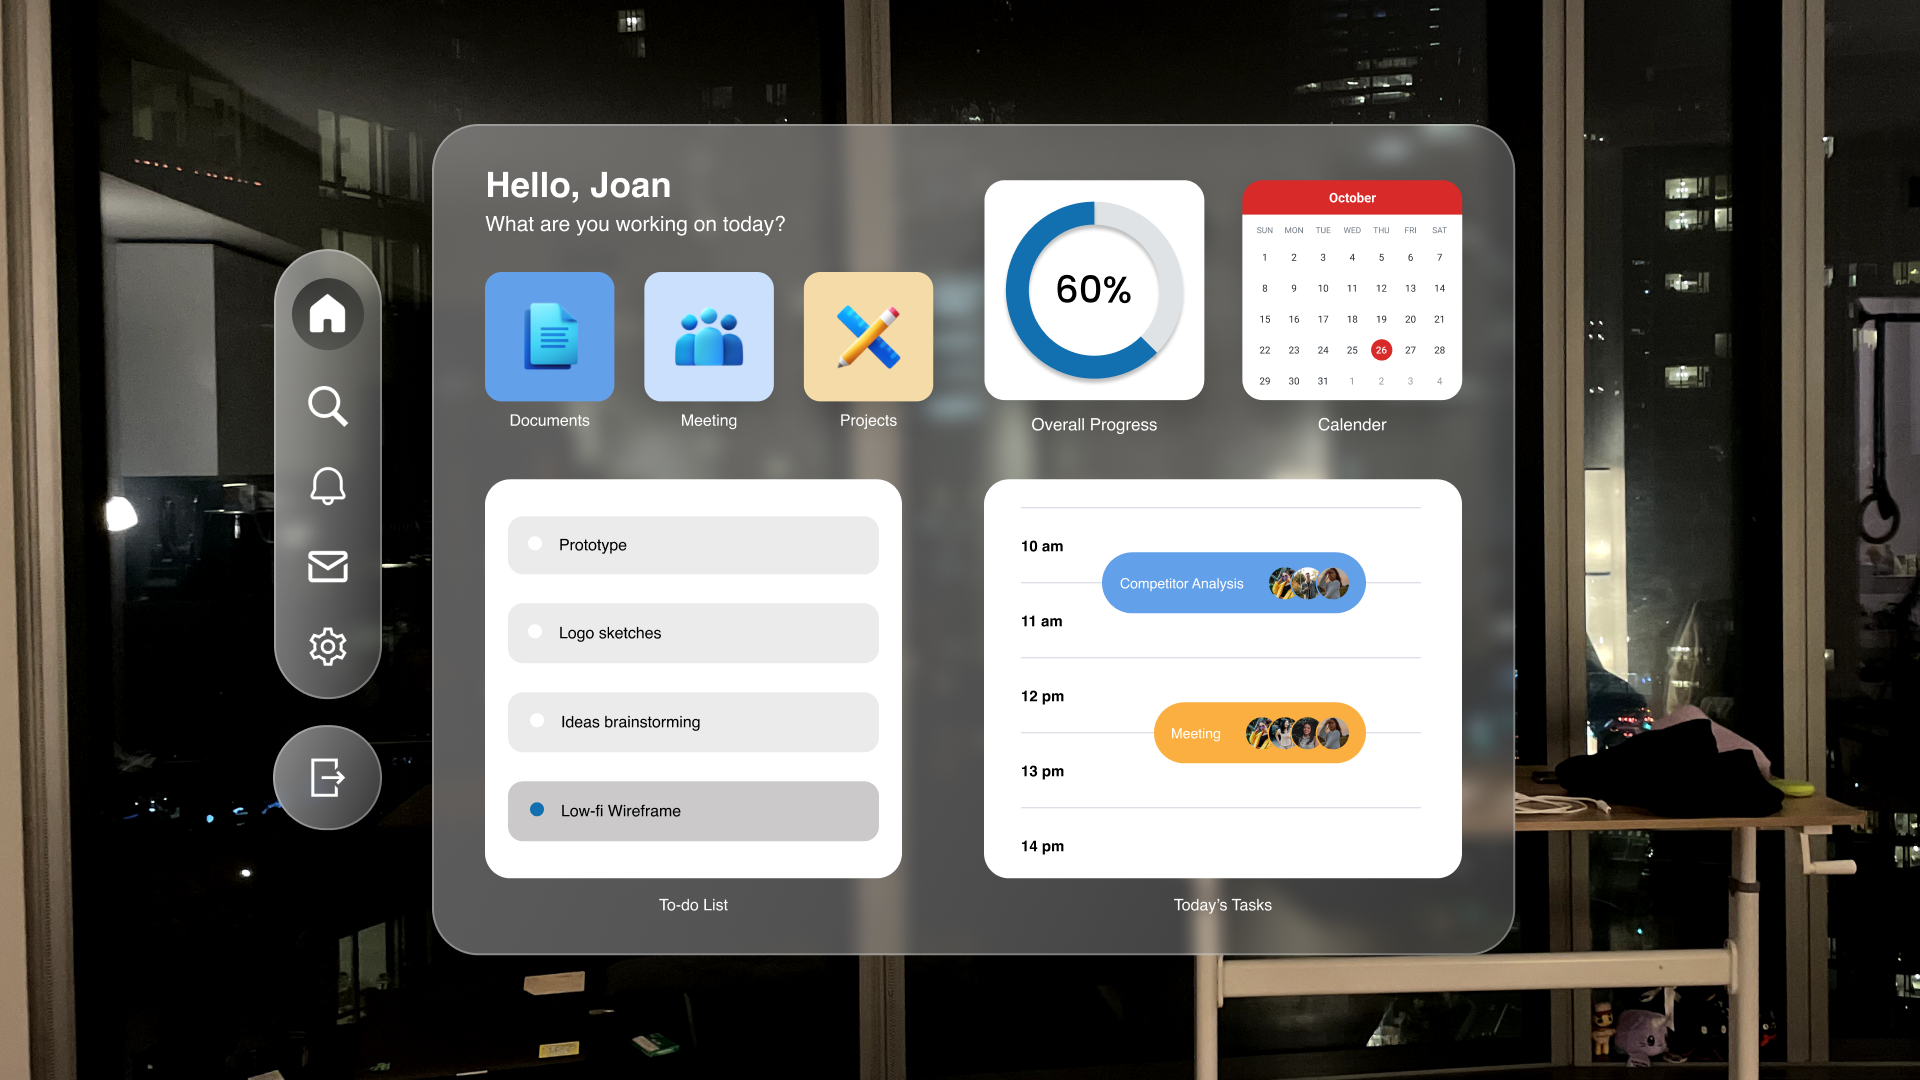 Hello, Joan
What are you working on today?
Documents
Meeting
Projects
60%
Overall Progress
October
SUN MON TUE WED THU FRI SAT
1 2 3 4 5 6 7
8 9 10 11 12 13 14
15 16 17 18 19 20 21
22 23 24 25 26 27 28
29 30 31 1 2 3 4
Calender
Prototype
Logo sketches
Ideas brainstorming
Low-fi Wireframe
To-do List
10 am
Competitor Analysis
11 am
12 pm
Meeting
13 pm
14 pm
Today's Tasks